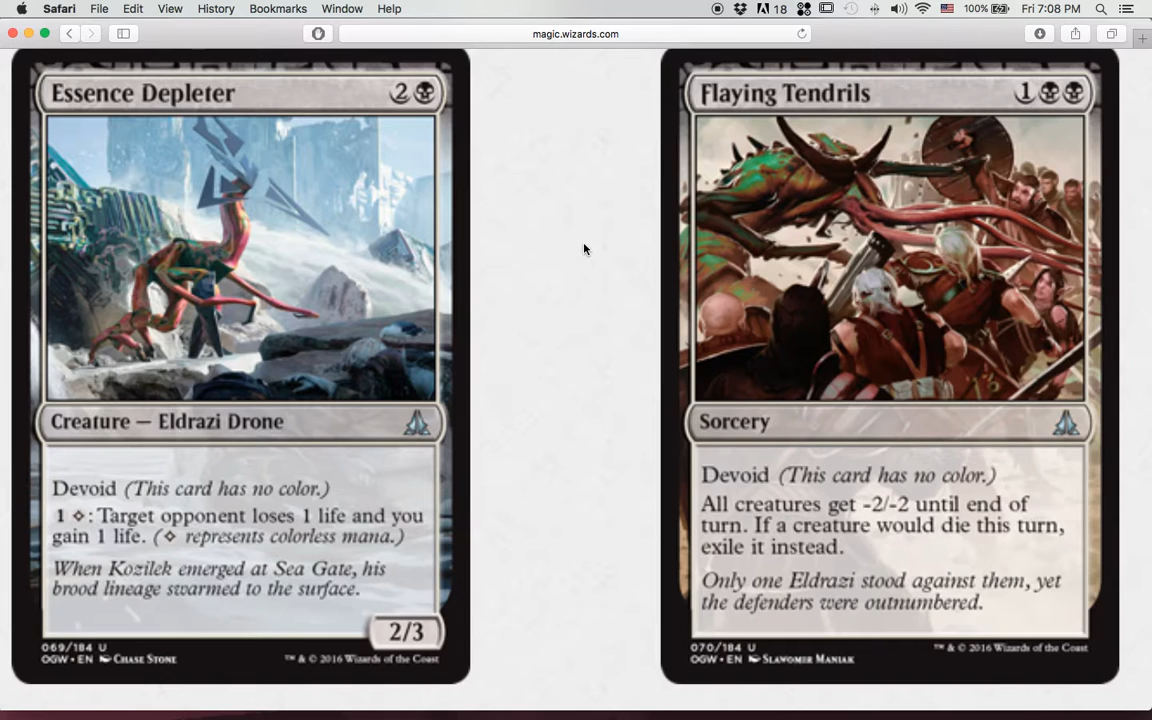 Safari File Edit View History Bookmarks Window Help 18 100% Fri 7:08 PM
magic.wizards.com
Essence Depleter 2
Creature — Eldrazi Drone
Devoid (This card has no color.)
1 ◇: Target opponent loses 1 life and you
gain 1 life. (◇ represents colorless mana.)
When Kozilek emerged at Sea Gate, his
brood lineage swarmed to the surface.
2/3
069/184 U
OGW • EN Chase Stone
™ & © 2016 Wizards of the Coast
Flaying Tendrils 1
Sorcery
Devoid (This card has no color.)
All creatures get -2/-2 until end of
turn. If a creature would die this turn,
exile it instead.
Only one Eldrazi stood against them, yet
the defenders were outnumbered.
070/184 U
OGW • EN Slawomir Maniak
™ & © 2016 Wizards of the Coast